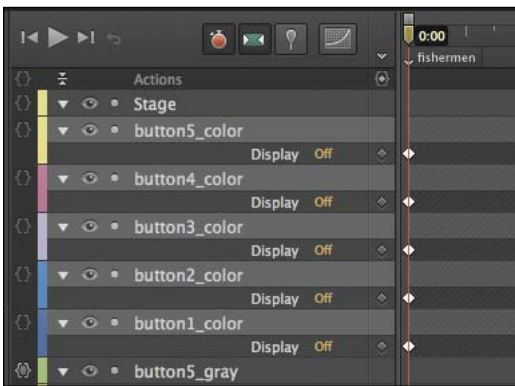 0:00
fishermen
Actions
Stage
button5_color
Display Off
button4_color
Display Off
button3_color
Display Off
button2_color
Display Off
button1_color
Display Off
button5_gray